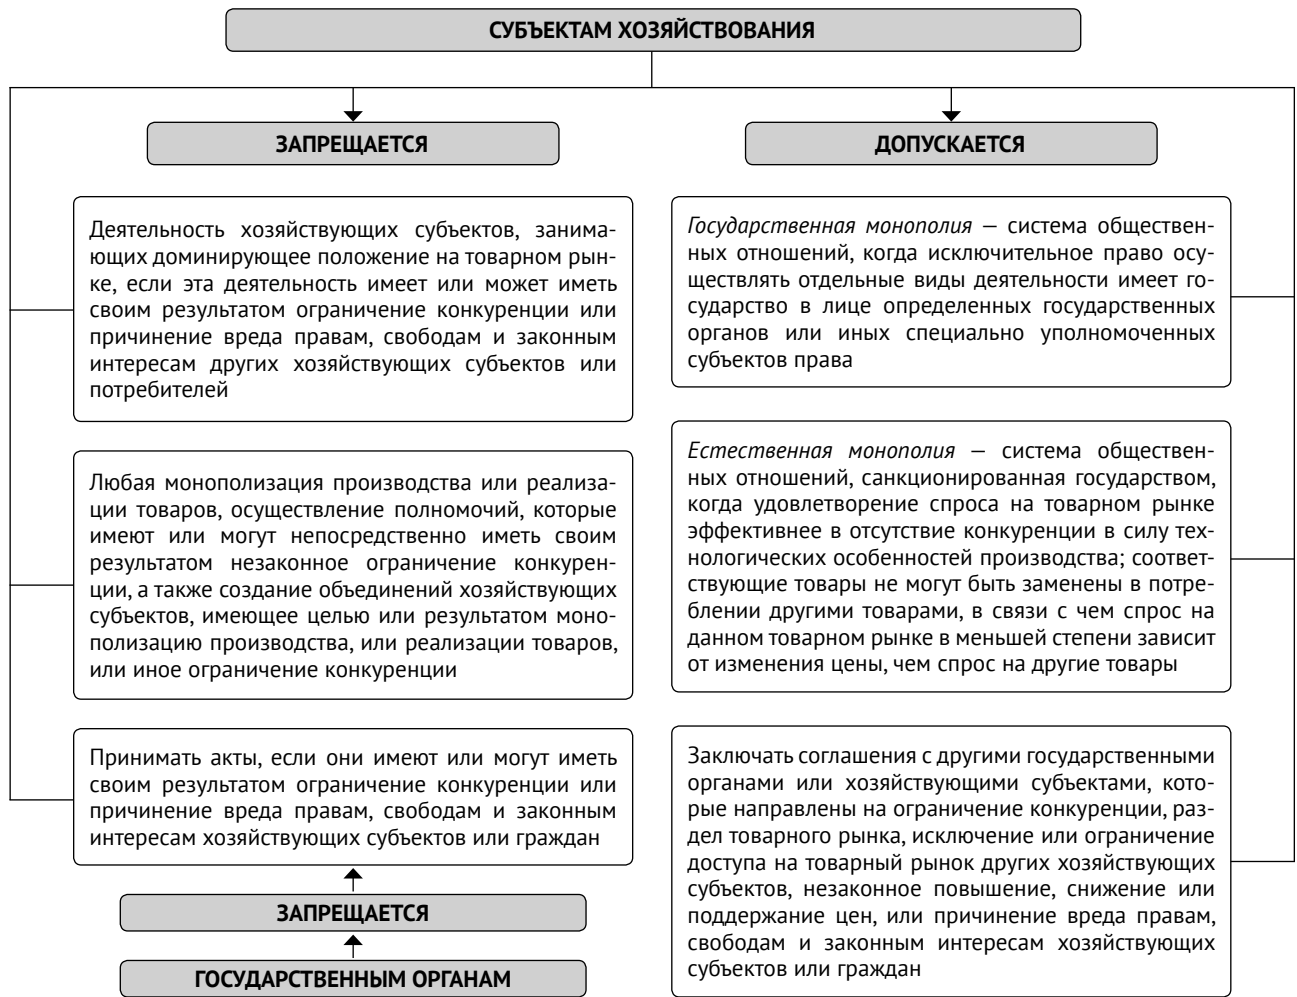 СУБЪЕКТАМ ХОЗЯЙСТВОВАНИЯ
ЗАПРЕЩАЕТСЯ
Деятельность хозяйствующих субъектов, занима-
ющих доминирующее положение на товарном рын-
ке, если эта деятельность имеет или может иметь
своим результатом ограничение конкуренции или
причинение вреда правам, свободам и законным
интересам других хозяйствующих субъектов или
потребителей
Любая монополизация производства или реализа-
ции товаров, осуществление полномочий, которые
имеют или могут непосредственно иметь своим
результатом незаконное ограничение конкурен-
ции, а также создание объединений хозяйствующих
субъектов, имеющее целью или результатом моно-
полизацию производства, или реализации товаров,
или иное ограничение конкуренции
Принимать акты, если они имеют или могут иметь
своим результатом ограничение конкуренции или
причинение вреда правам, свободам и законным
интересам хозяйствующих субъектов или граждан
ЗАПРЕЩАЕТСЯ
ГОСУДАРСТВЕННЫМ ОРГАНАМ
ДОПУСКАЕТСЯ
Государственная монополия — система обществен-
ных отношений, когда исключительное право осу-
ществлять отдельные виды деятельности имеет го-
сударство в лице определенных государственных
органов или иных специально уполномоченных
субъектов права
Естественная монополия — система обществен-
ных отношений, санкционированная государством,
когда удовлетворение спроса на товарном рынке
эффективнее в отсутствие конкуренции в силу тех-
нологических особенностей производства; соответ-
ствующие товары не могут быть заменены в потре-
блении другими товарами, в связи с чем спрос на
данном товарном рынке в меньшей степени зависит
от изменения цены, чем спрос на другие товары
Заключать соглашения с другими государственными
органами или хозяйствующими субъектами, кото-
рые направлены на ограничение конкуренции, раз-
дел товарного рынка, исключение или ограничение
доступа на товарный рынок других хозяйствующих
субъектов, незаконное повышение, снижение или
поддержание цен, или причинение вреда правам,
свободам и законным интересам хозяйствующих
субъектов или граждан